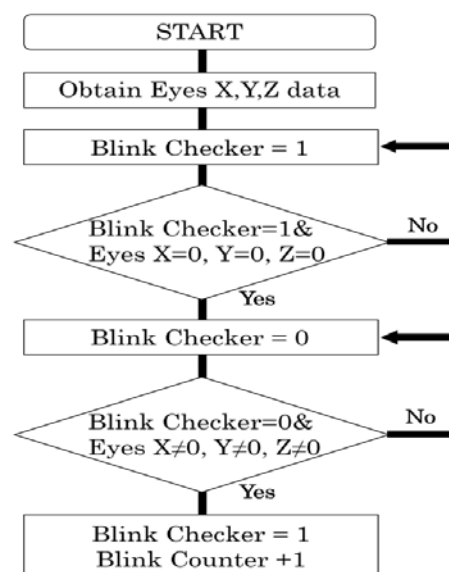 START
Obtain Eyes X,Y,Z data
Blink Checker = 1
Blink Checker=1&
Eyes X=0, Y=0, Z=0
No
Yes
Blink Checker = 0
Blink Checker=0&
Eyes X≠0, Y≠0, Z≠0
No
Yes
Blink Checker = 1
Blink Counter +1